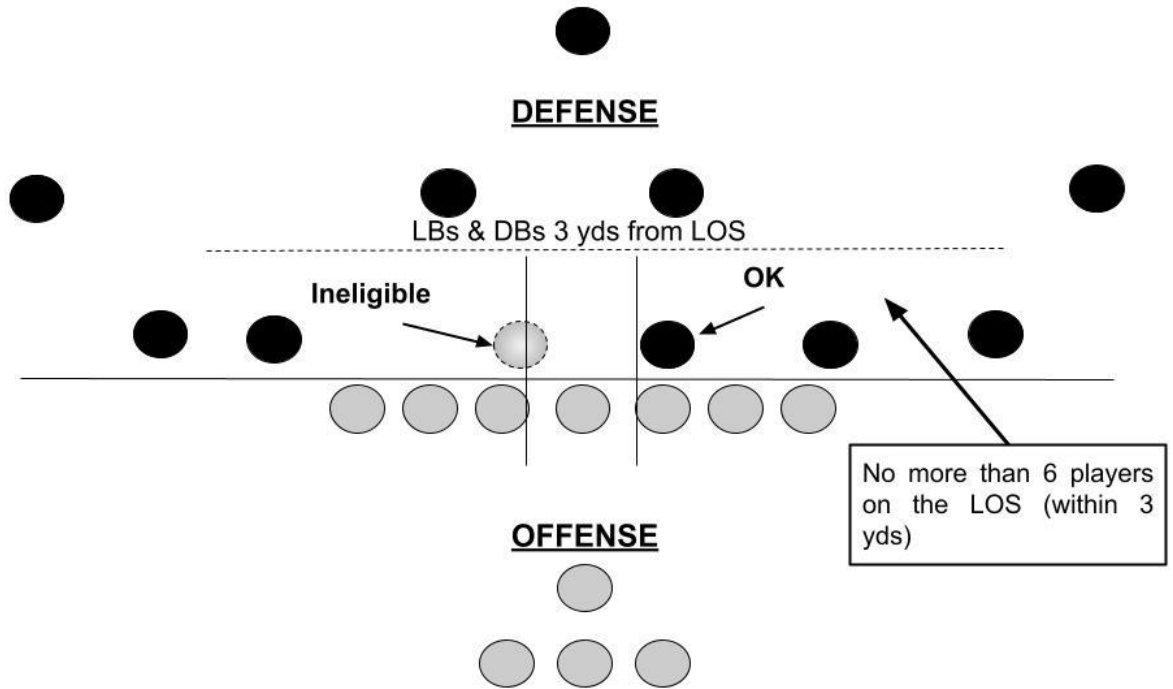 DEFENSE
LBs & DBs 3 yds from LOS
Ineligible
OK
No more than 6 players
on the LOS (within 3
yds)
OFFENSE